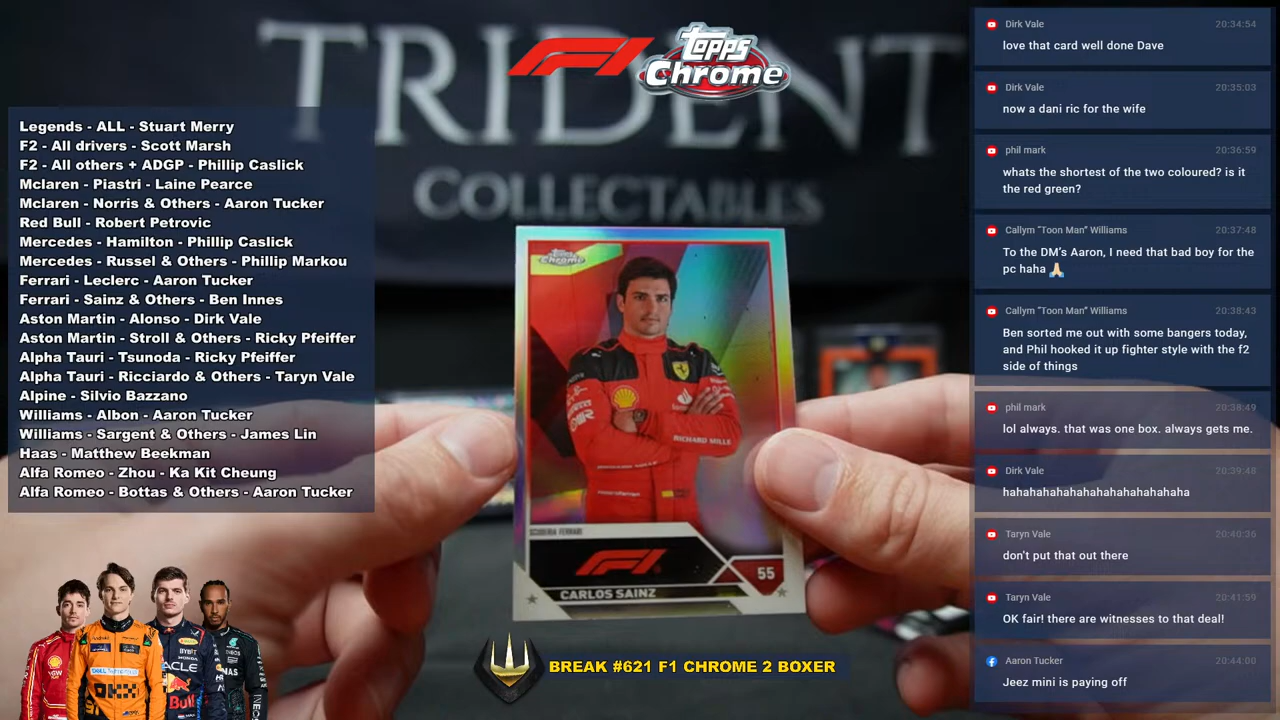 TRIDENT
COLLECTABLES
F1
TOPPS
Chrome
Legends - ALL - Stuart Merry
F2 - All drivers - Scott Marsh
F2 - All others + ADGP - Phillip Caslick
Mclaren - Piastri - Laine Pearce
Mclaren - Norris & Others - Aaron Tucker
Red Bull - Robert Petrovic
Mercedes - Hamilton - Phillip Caslick
Mercedes - Russel & Others - Phillip Markou
Ferrari - Leclerc - Aaron Tucker
Ferrari - Sainz & Others - Ben Innes
Aston Martin - Alonso - Dirk Vale
Aston Martin - Stroll & Others - Ricky Pfeiffer
Alpha Tauri - Tsunoda - Ricky Pfeiffer
Alpha Tauri - Ricciardo & Others - Taryn Vale
Alpine - Silvio Bazzano
Williams - Albon - Aaron Tucker
Williams - Sargent & Others - James Lin
Haas - Matthew Beekman
Alfa Romeo - Zhou - Ka Kit Cheung
Alfa Romeo - Bottas & Others - Aaron Tucker
Topps
Chrome
RICHARD MILLE
SCUDERIA FERRARI
F1
55
CARLOS SAINZ
BREAK #621 F1 CHROME 2 BOXER
Dirk Vale 20:34:54
love that card well done Dave
Dirk Vale 20:35:03
now a dani ric for the wife
phil mark 20:36:59
whats the shortest of the two coloured? is it
the red green?
Callym "Toon Man" Williams 20:37:48
To the DM's Aaron, I need that bad boy for the
pc haha 🙏🏻
Callym "Toon Man" Williams 20:38:43
Ben sorted me out with some bangers today,
and Phil hooked it up fighter style with the f2
side of things
phil mark 20:38:49
lol always. that was one box. always gets me.
Dirk Vale 20:39:48
hahahahahahahahahahahahaha
Taryn Vale 20:40:36
don't put that out there
Taryn Vale 20:41:59
OK fair! there are witnesses to that deal!
Aaron Tucker 20:44:00
Jeez mini is paying off